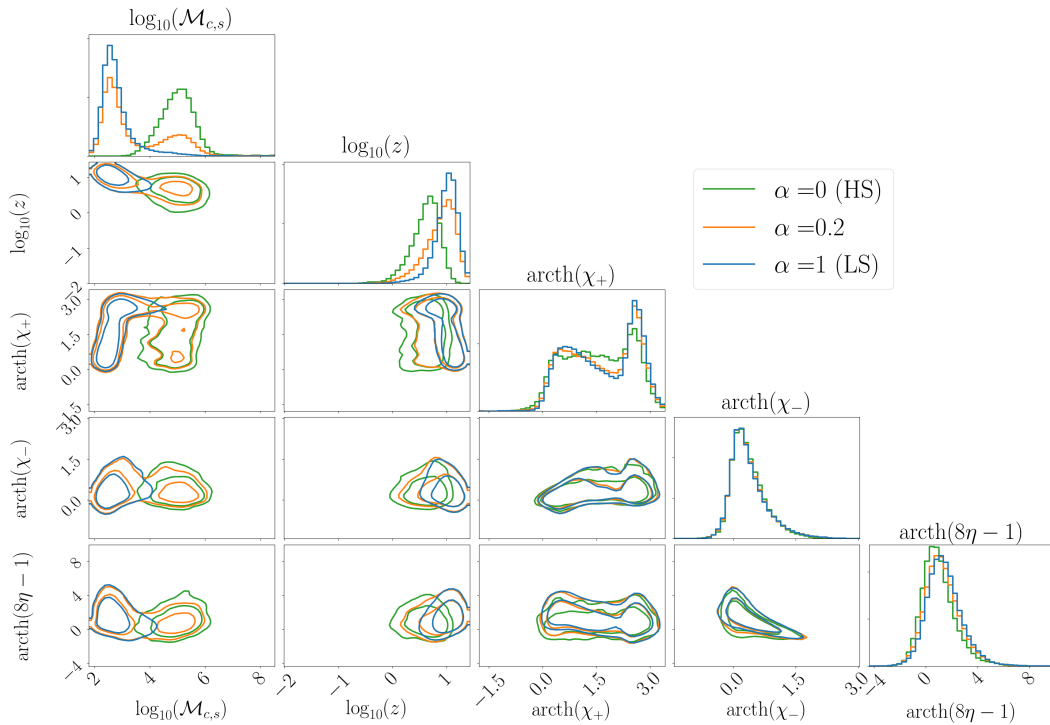 log₁₀(ℳ_c,s)
log₁₀(z)
1
0
−1
−2
log₁₀(z)
α =0 (HS)
α =0.2
α =1 (LS)
arcth(χ₊)
3.0
1.5
0.0
−1.5
arcth(χ₊)
arcth(χ₋)
3.0
1.5
0.0
arcth(χ₋)
arcth(8η − 1)
8
4
0
−4
arcth(8η − 1)
2 4 6 8
−2 −1 0 1
−1.5 0.0 1.5 3.0
0.0 1.5 3.0
−4 0 4 8
log₁₀(ℳ_c,s)
log₁₀(z)
arcth(χ₊)
arcth(χ₋)
arcth(8η − 1)